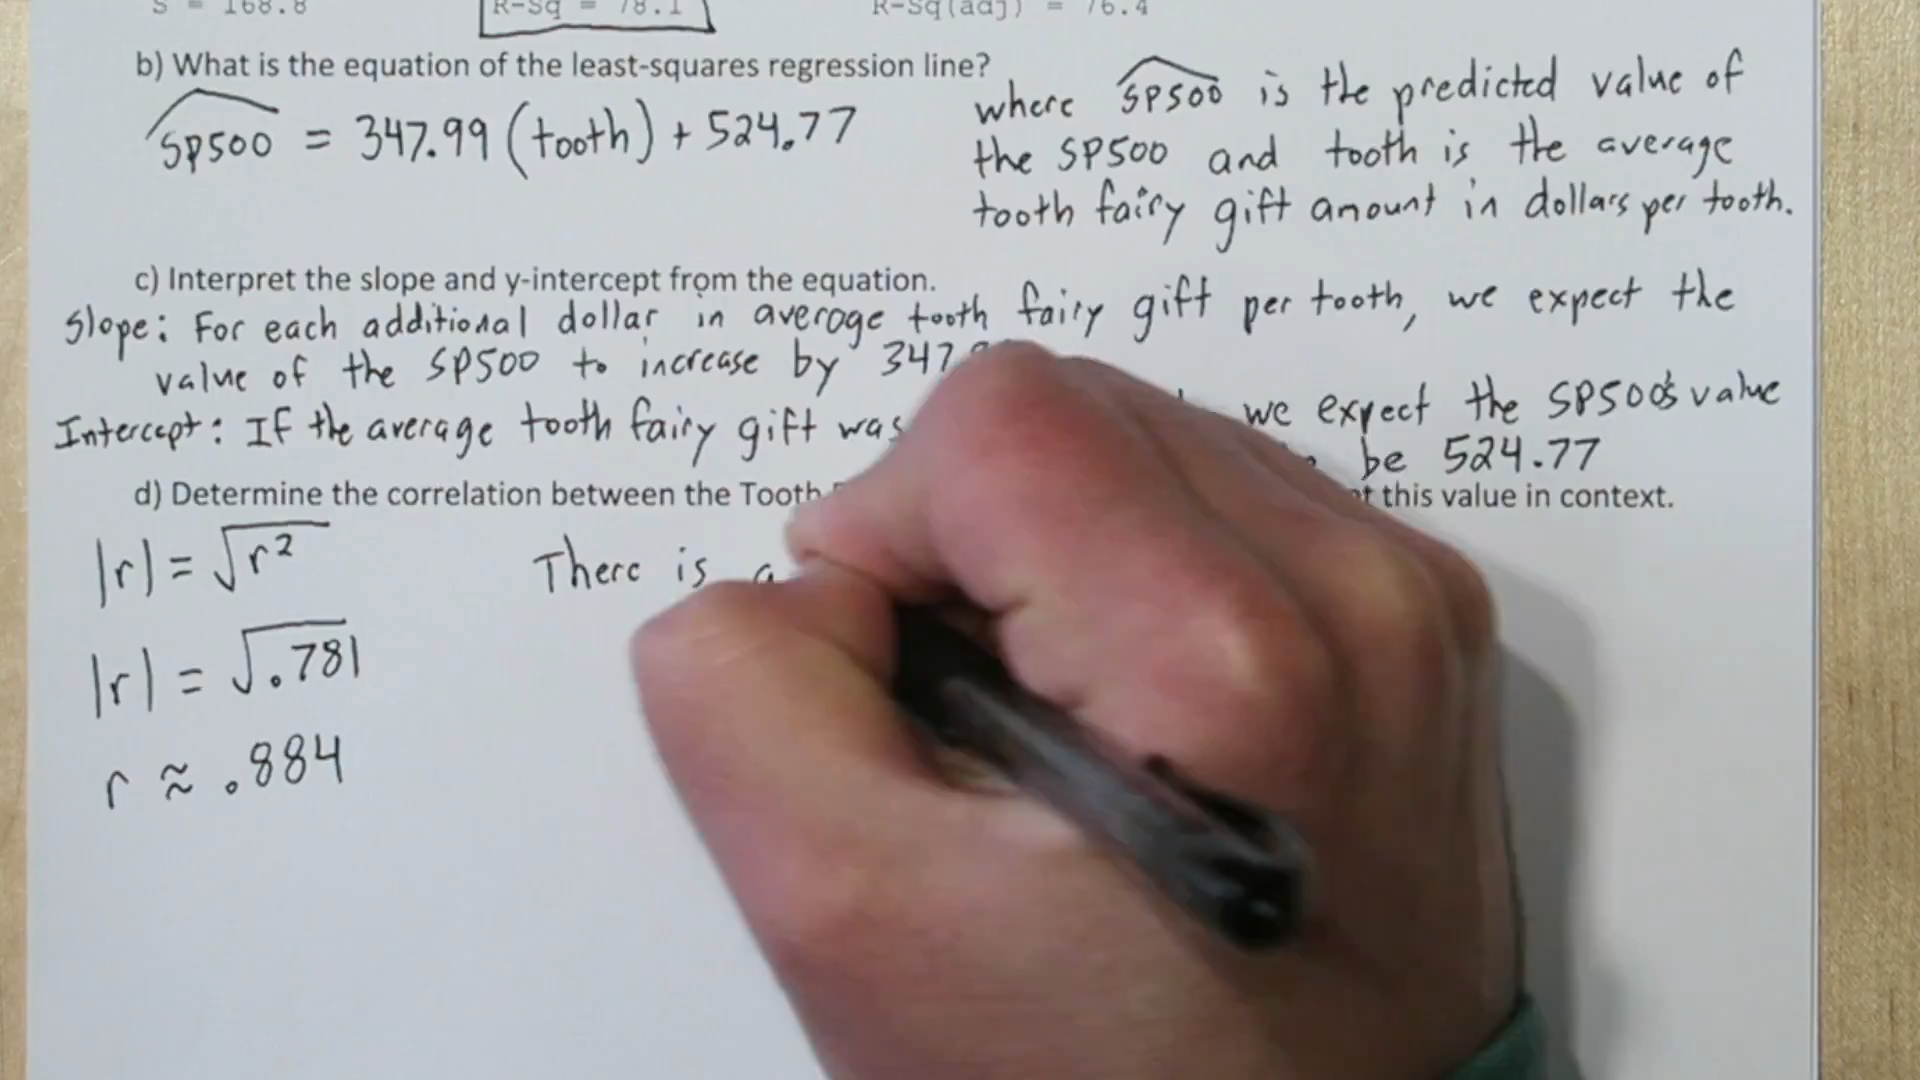 S = 168.8 R-Sq = 78.1 R-Sq(adj) = 76.4
b) What is the equation of the least-squares regression line?
SP500 = 347.99 (tooth) + 524.77
where SP500 is the predicted value of
the SP500 and tooth is the average
tooth fairy gift amount in dollars per tooth.
c) Interpret the slope and y-intercept from the equation.
Slope: For each additional dollar in average tooth fairy gift per tooth, we expect the
value of the SP500 to increase by 347.
Intercept: If the average tooth fairy gift was we expect the SP500's value
be 524.77
d) Determine the correlation between the Tooth this value in context.
|r| = √r²
|r| = √.781
r ≈ .884
There is a